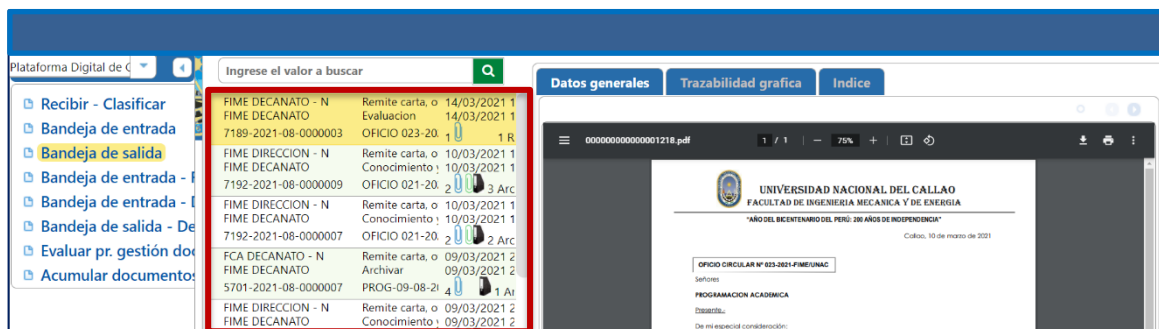 Plataforma Digital de
Recibir - Clasificar
Bandeja de entrada
Bandeja de salida
Bandeja de entrada -
Bandeja de entrada -
Bandeja de salida - De
Evaluar pr. gestión do
Acumular documentos
Ingrese el valor a buscar
FIME DECANATO - N Remite carta, o 14/03/2021 1
FIME DECANATO Evaluacion 14/03/2021
7189-2021-08-0000003 OFICIO 023-20 1 1 R
FIME DIRECCION - N Remite carta, o 10/03/2021 1
FIME DECANATO Conocimiento y 10/03/2021 1
7192-2021-08-0000009 OFICIO 021-20 2 3 Arc
FIME DIRECCION - N Remite carta, o 10/03/2021 1
FIME DECANATO Conocimiento y 10/03/2021 1
7192-2021-08-0000007 OFICIO 021-20 2 2 Arc
FCA DECANATO - N Remite carta, o 09/03/2021 2
FIME DECANATO Archivar 09/03/2021 2
5701-2021-08-0000007 PROG-09-08-2 4 1 Ar
FIME DIRECCION - N Remite carta, o 09/03/2021 2
FIME DECANATO Conocimiento y 09/03/2021 2
Datos generales Trazabilidad grafica Indice
0000000000000001218.pdf 1 / 1 75%
UNIVERSIDAD NACIONAL DEL CALLAO
FACULTAD DE INGENIERIA MECANICA Y DE ENERGIA
"AÑO DEL BICENTENARIO DEL PERÚ: 200 AÑOS DE INDEPENDENCIA"
Callao, 10 de marzo de 2021
OFICIO CIRCULAR Nº 023-2021-FIME/UNAC
Señores
PROGRAMACION ACADEMICA
Presente.-
De mi especial consideración: